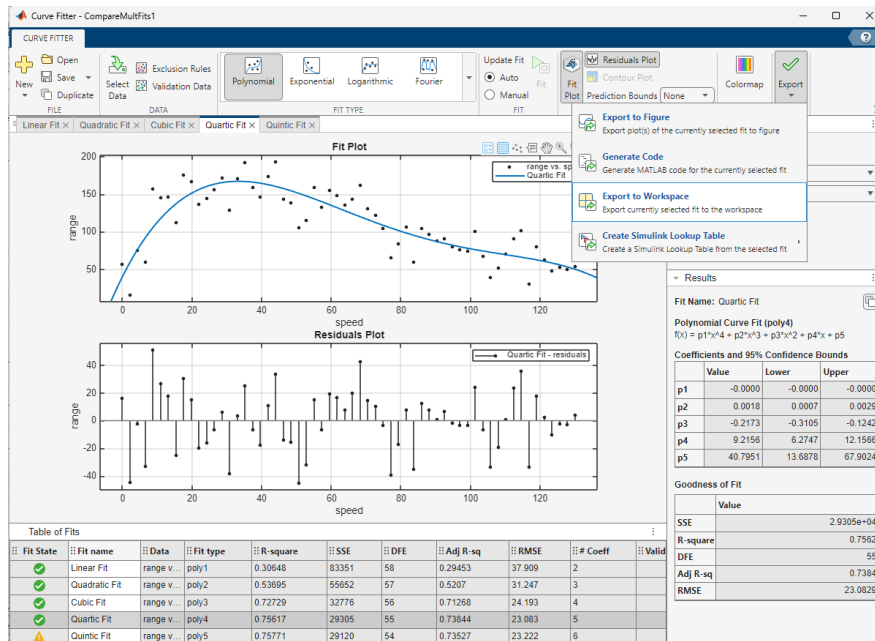 Curve Fitter - CompareMultFits1
CURVE FITTER
New
Open
Save
Duplicate
FILE
Select Data
Exclusion Rules
Validation Data
DATA
Polynomial
Exponential
Logarithmic
Fourier
FIT TYPE
Update Fit
Auto
Manual
Fit
FIT
Fit Plot
Residuals Plot
Contour Plot
Prediction Bounds None
Colormap
Export
Export to Figure
Export plot(s) of the currently selected fit to figure
Generate Code
Generate MATLAB code for the currently selected fit
Export to Workspace
Export currently selected fit to the workspace
Create Simulink Lookup Table
Create a Simulink Lookup Table from the selected fit
Linear Fit Quadratic Fit Cubic Fit Quartic Fit Quintic Fit
Fit Plot
range vs. sp
Quartic Fit
200
150
100
50
range
0 20 40 60 80 100 120
speed
Residuals Plot
Quartic Fit - residuals
40
20
0
-20
-40
range
0 20 40 60 80 100 120
speed
Results
Fit Name: Quartic Fit
Polynomial Curve Fit (poly4)
f(x) = p1*x^4 + p2*x^3 + p3*x^2 + p4*x + p5
Coefficients and 95% Confidence Bounds
Value Lower Upper
p1 -0.0000 -0.0000 -0.0000
p2 0.0018 0.0007 0.0029
p3 -0.2173 -0.3105 -0.1242
p4 9.2156 6.2747 12.1566
p5 40.7951 13.6878 67.9024
Goodness of Fit
Value
SSE 2.9305e+04
R-square 0.7562
DFE 55
Adj R-sq 0.7384
RMSE 23.0829
Table of Fits
Fit State Fit name Data Fit type R-square SSE DFE Adj R-sq RMSE # Coeff Valid
Linear Fit range v... poly1 0.30648 83351 58 0.29453 37.909 2
Quadratic Fit range v... poly2 0.53695 55652 57 0.5207 31.247 3
Cubic Fit range v... poly3 0.72729 32776 56 0.71268 24.193 4
Quartic Fit range v... poly4 0.75617 29305 55 0.73844 23.083 5
Quintic Fit range v... poly5 0.75771 29120 54 0.73527 23.222 6